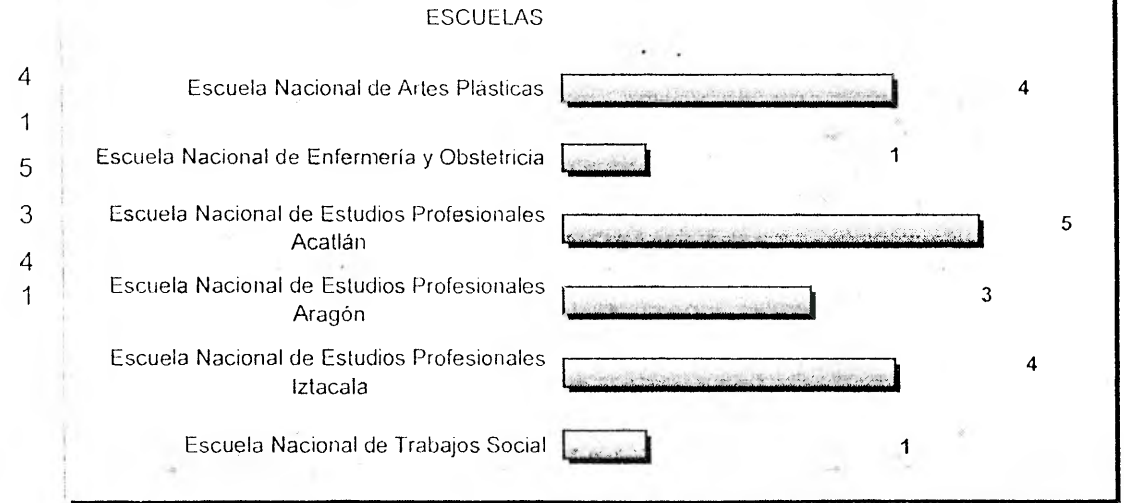 ESCUELAS
4
Escuela Nacional de Artes Plásticas
4
1
Escuela Nacional de Enfermería y Obstetricia
1
5
3
Escuela Nacional de Estudios Profesionales
Acatlán
5
4
1
Escuela Nacional de Estudios Profesionales
Aragón
3
Escuela Nacional de Estudios Profesionales
Iztacala
4
Escuela Nacional de Trabajos Social
1